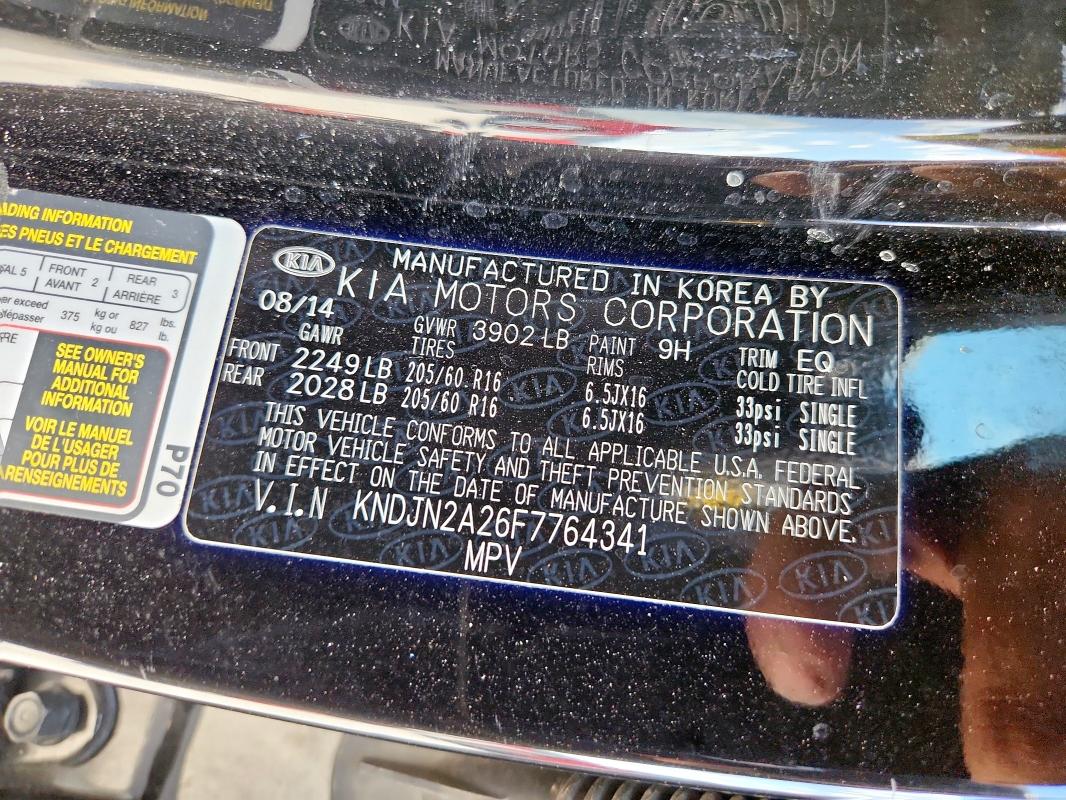 ADING INFORMATION
ES PNEUS ET LE CHARGEMENT
5 FRONT 2 REAR 3
AVANT ARRIÈRE
exceed 375 kg or 827 lbs.
kg ou lb.
SEE OWNER'S
MANUAL FOR
ADDITIONAL
INFORMATION
VOIR LE MANUEL
DE L'USAGER
POUR PLUS DE
RENSEIGNEMENTS
P70
KIA MANUFACTURED IN KOREA BY
08/14 KIA MOTORS CORPORATION
GAWR GVWR 3902 LB PAINT 9H TRIM EQ
TIRES RIMS COLD TIRE INFL
FRONT 2249 LB 205/60 R16 6.5JX16 33psi SINGLE
REAR 2028 LB 205/60 R16 6.5JX16 33psi SINGLE
THIS VEHICLE CONFORMS TO ALL APPLICABLE U.S.A. FEDERAL
MOTOR VEHICLE SAFETY AND THEFT PREVENTION STANDARDS
IN EFFECT ON THE DATE OF MANUFACTURE SHOWN ABOVE.
V.I.N KNDJN2A26F7764341
MPV